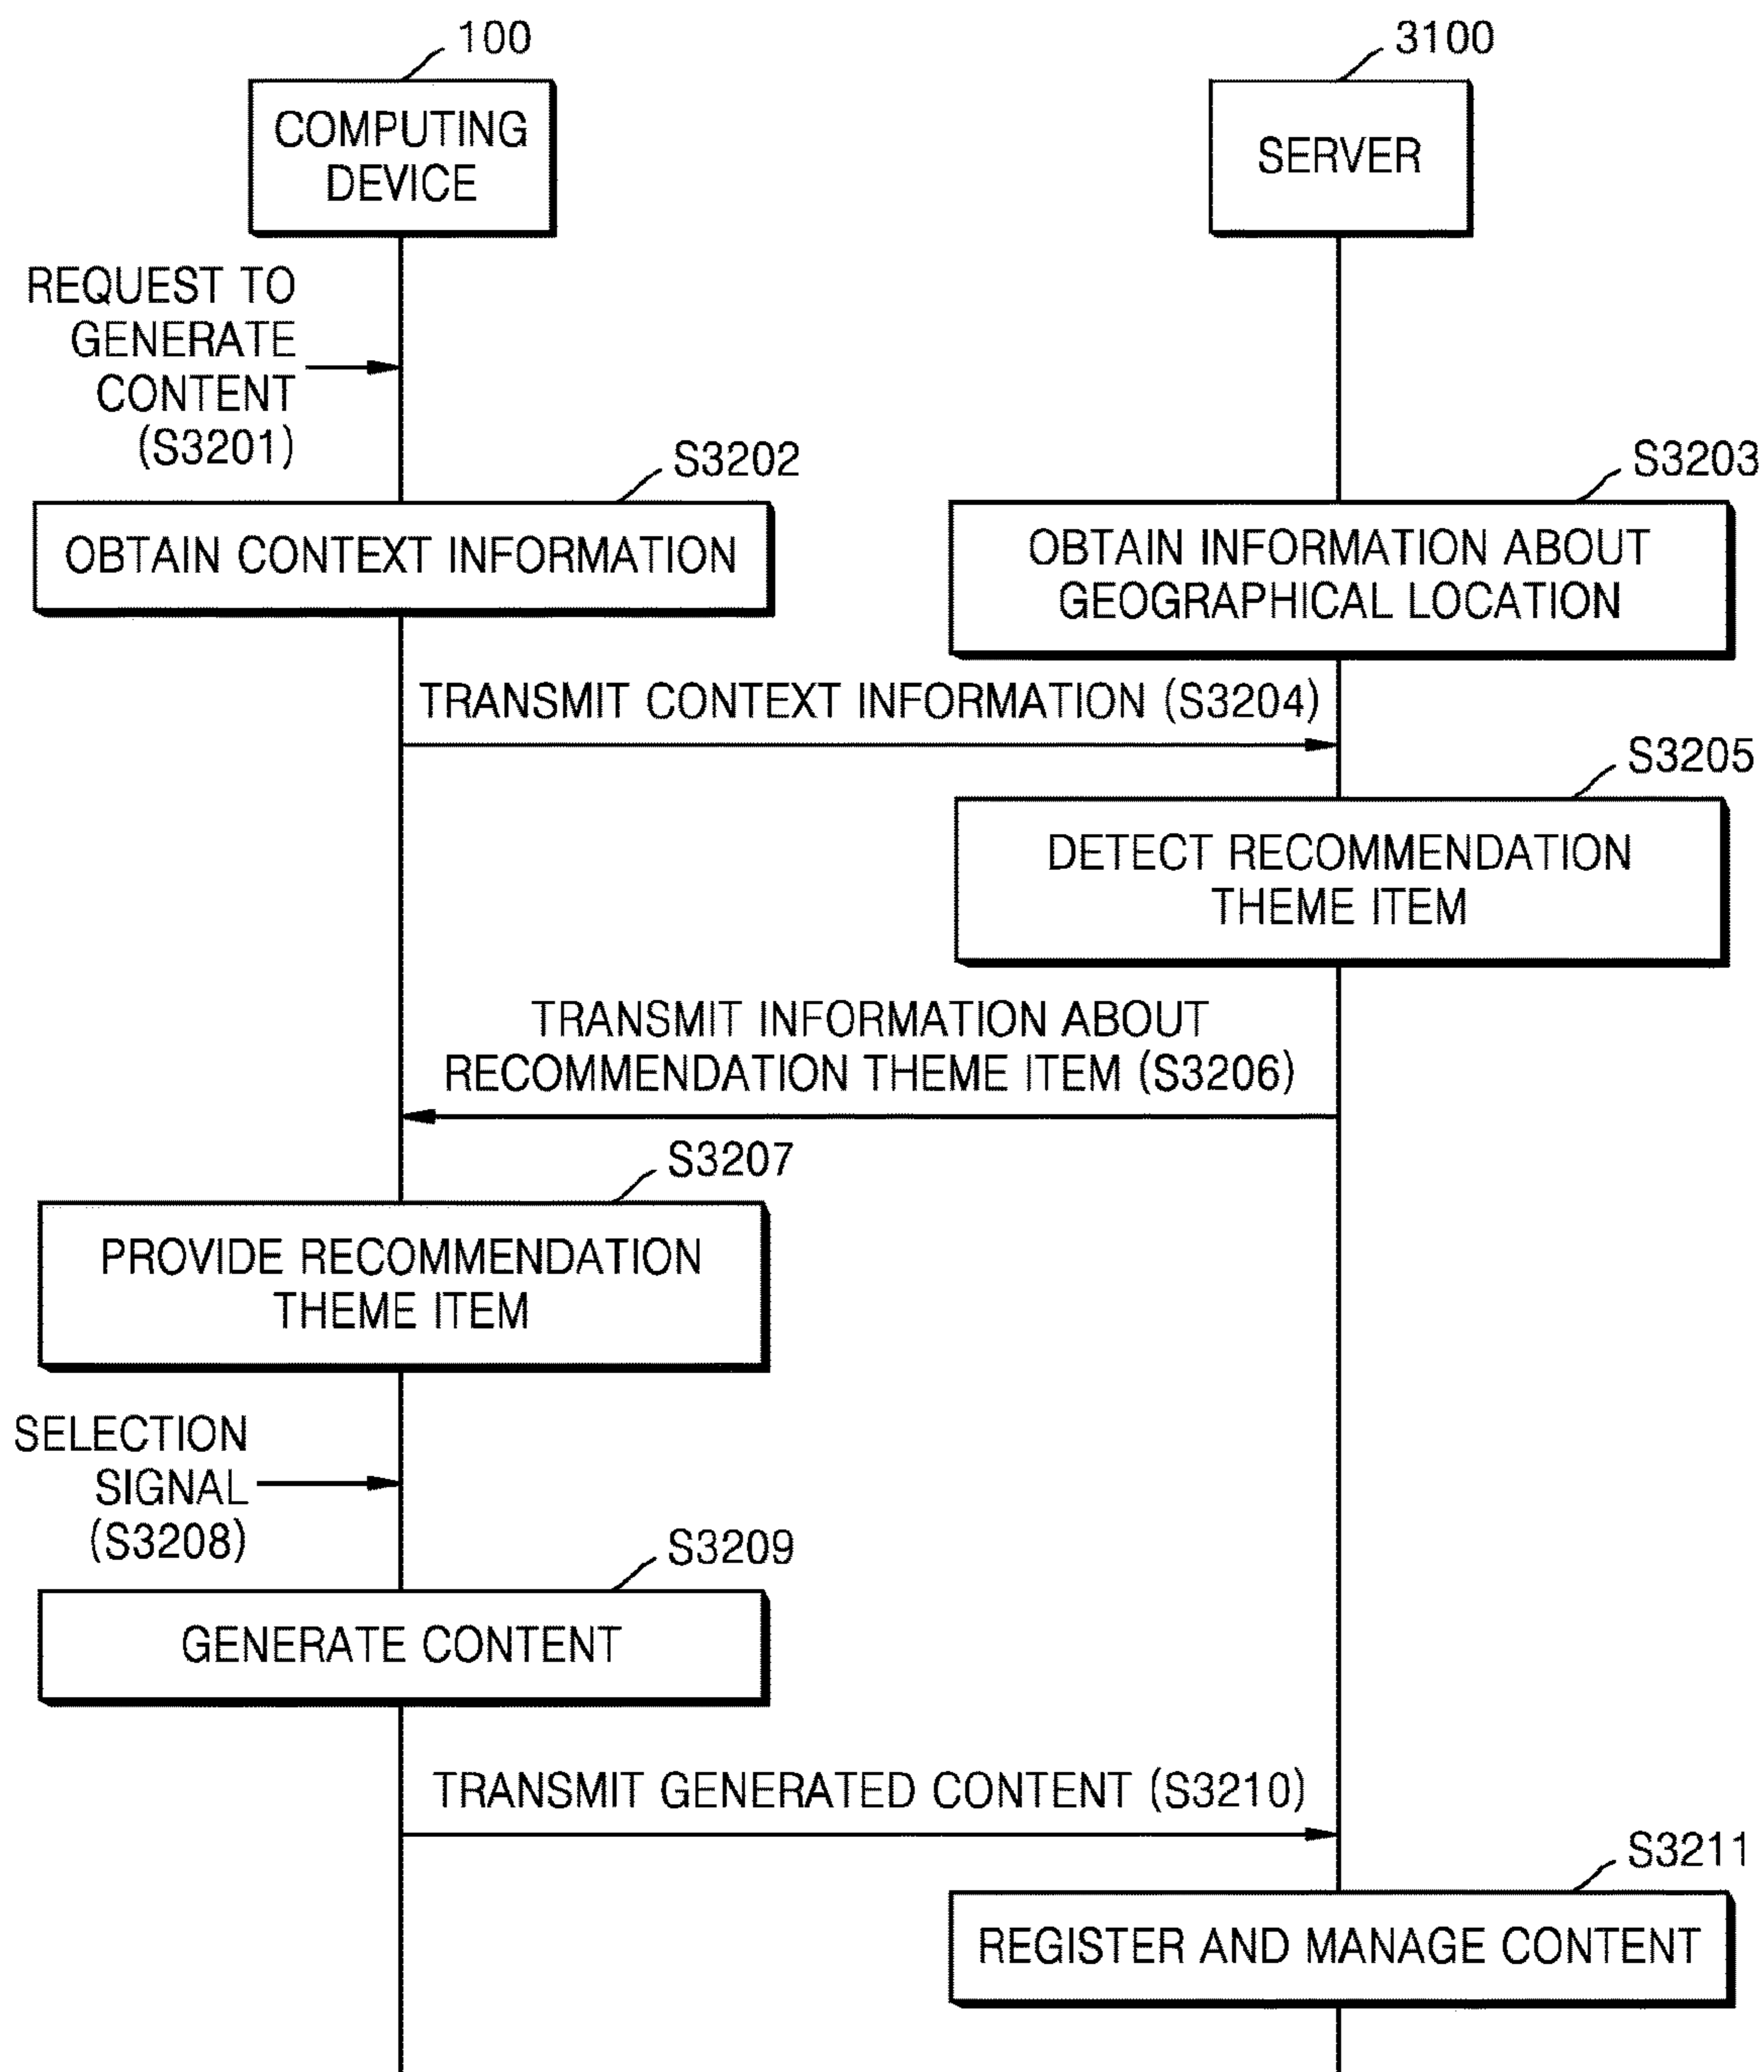 100
3100
COMPUTING
DEVICE
SERVER
REQUEST TO
GENERATE
CONTENT
(S3201)
S3202
S3203
OBTAIN CONTEXT INFORMATION
OBTAIN INFORMATION ABOUT
GEOGRAPHICAL LOCATION
TRANSMIT CONTEXT INFORMATION (S3204)
S3205
DETECT RECOMMENDATION
THEME ITEM
TRANSMIT INFORMATION ABOUT
RECOMMENDATION THEME ITEM (S3206)
S3207
PROVIDE RECOMMENDATION
THEME ITEM
SELECTION
SIGNAL
(S3208)
S3209
GENERATE CONTENT
TRANSMIT GENERATED CONTENT (S3210)
S3211
REGISTER AND MANAGE CONTENT